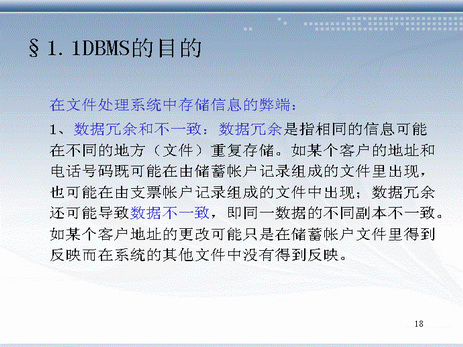 §1.1DBMS的目的
在文件处理系统中存储信息的弊端：
1、数据冗余和不一致：数据冗余是指相同的信息可能
在不同的地方（文件）重复存储。如某个客户的地址和
电话号码既可能在由储蓄帐户记录组成的文件里出现，
也可能在由支票帐户记录组成的文件中出现；数据冗余
还可能导致数据不一致，即同一数据的不同副本不一致。
如某个客户地址的更改可能只是在储蓄帐户文件里得到
反映而在系统的其他文件中没有得到反映。
18